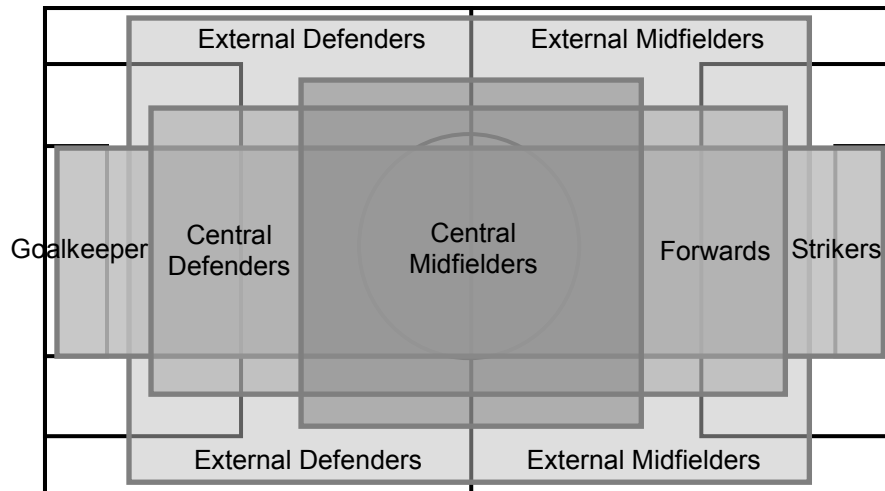 External Defenders External Midfielders
Goalkeeper
Central
Defenders
Central
Midfielders
Forwards
Strikers
External Defenders External Midfielders